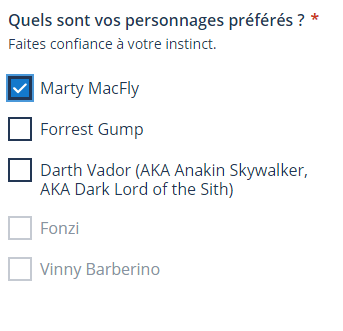 Quels sont vos personnages préférés ? *
Faites confiance à votre instinct.
Marty MacFly
Forrest Gump
Darth Vador (AKA Anakin Skywalker,
AKA Dark Lord of the Sith)
Fonzi
Vinny Barberino